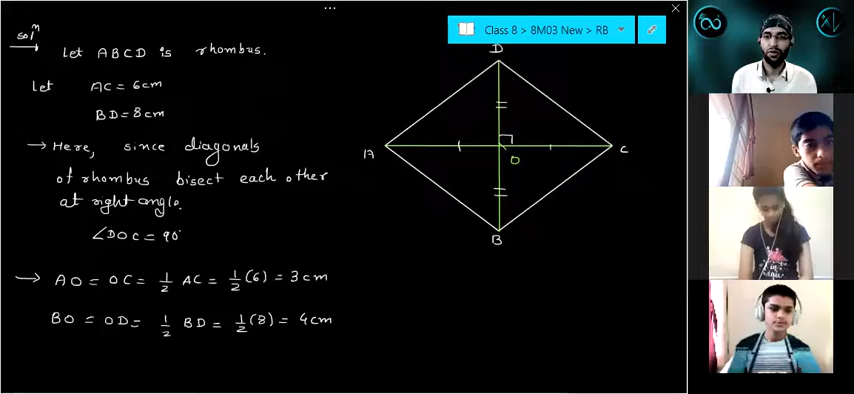 ...
Class 8 > 8M03 New > RB
solⁿ
Let ABCD is rhombus.
Let AC = 6cm
BD = 8cm
→ Here, since diagonals
of rhombus bisect each other
at right angle.
∠DOC = 90
→ AO = OC = 1/2 AC = 1/2 (6) = 3cm
BO = OD = 1/2 BD = 1/2 (8) = 4cm
D
A
C
O
B